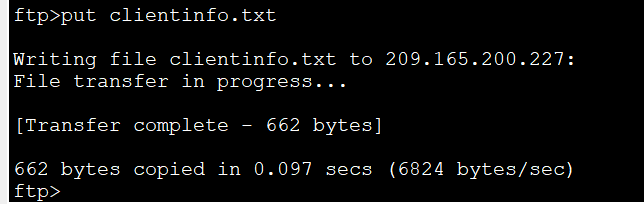 ftp>put clientinfo.txt
Writing file clientinfo.txt to 209.165.200.227:
File transfer in progress...
[Transfer complete - 662 bytes]
662 bytes copied in 0.097 secs (6824 bytes/sec)
ftp>